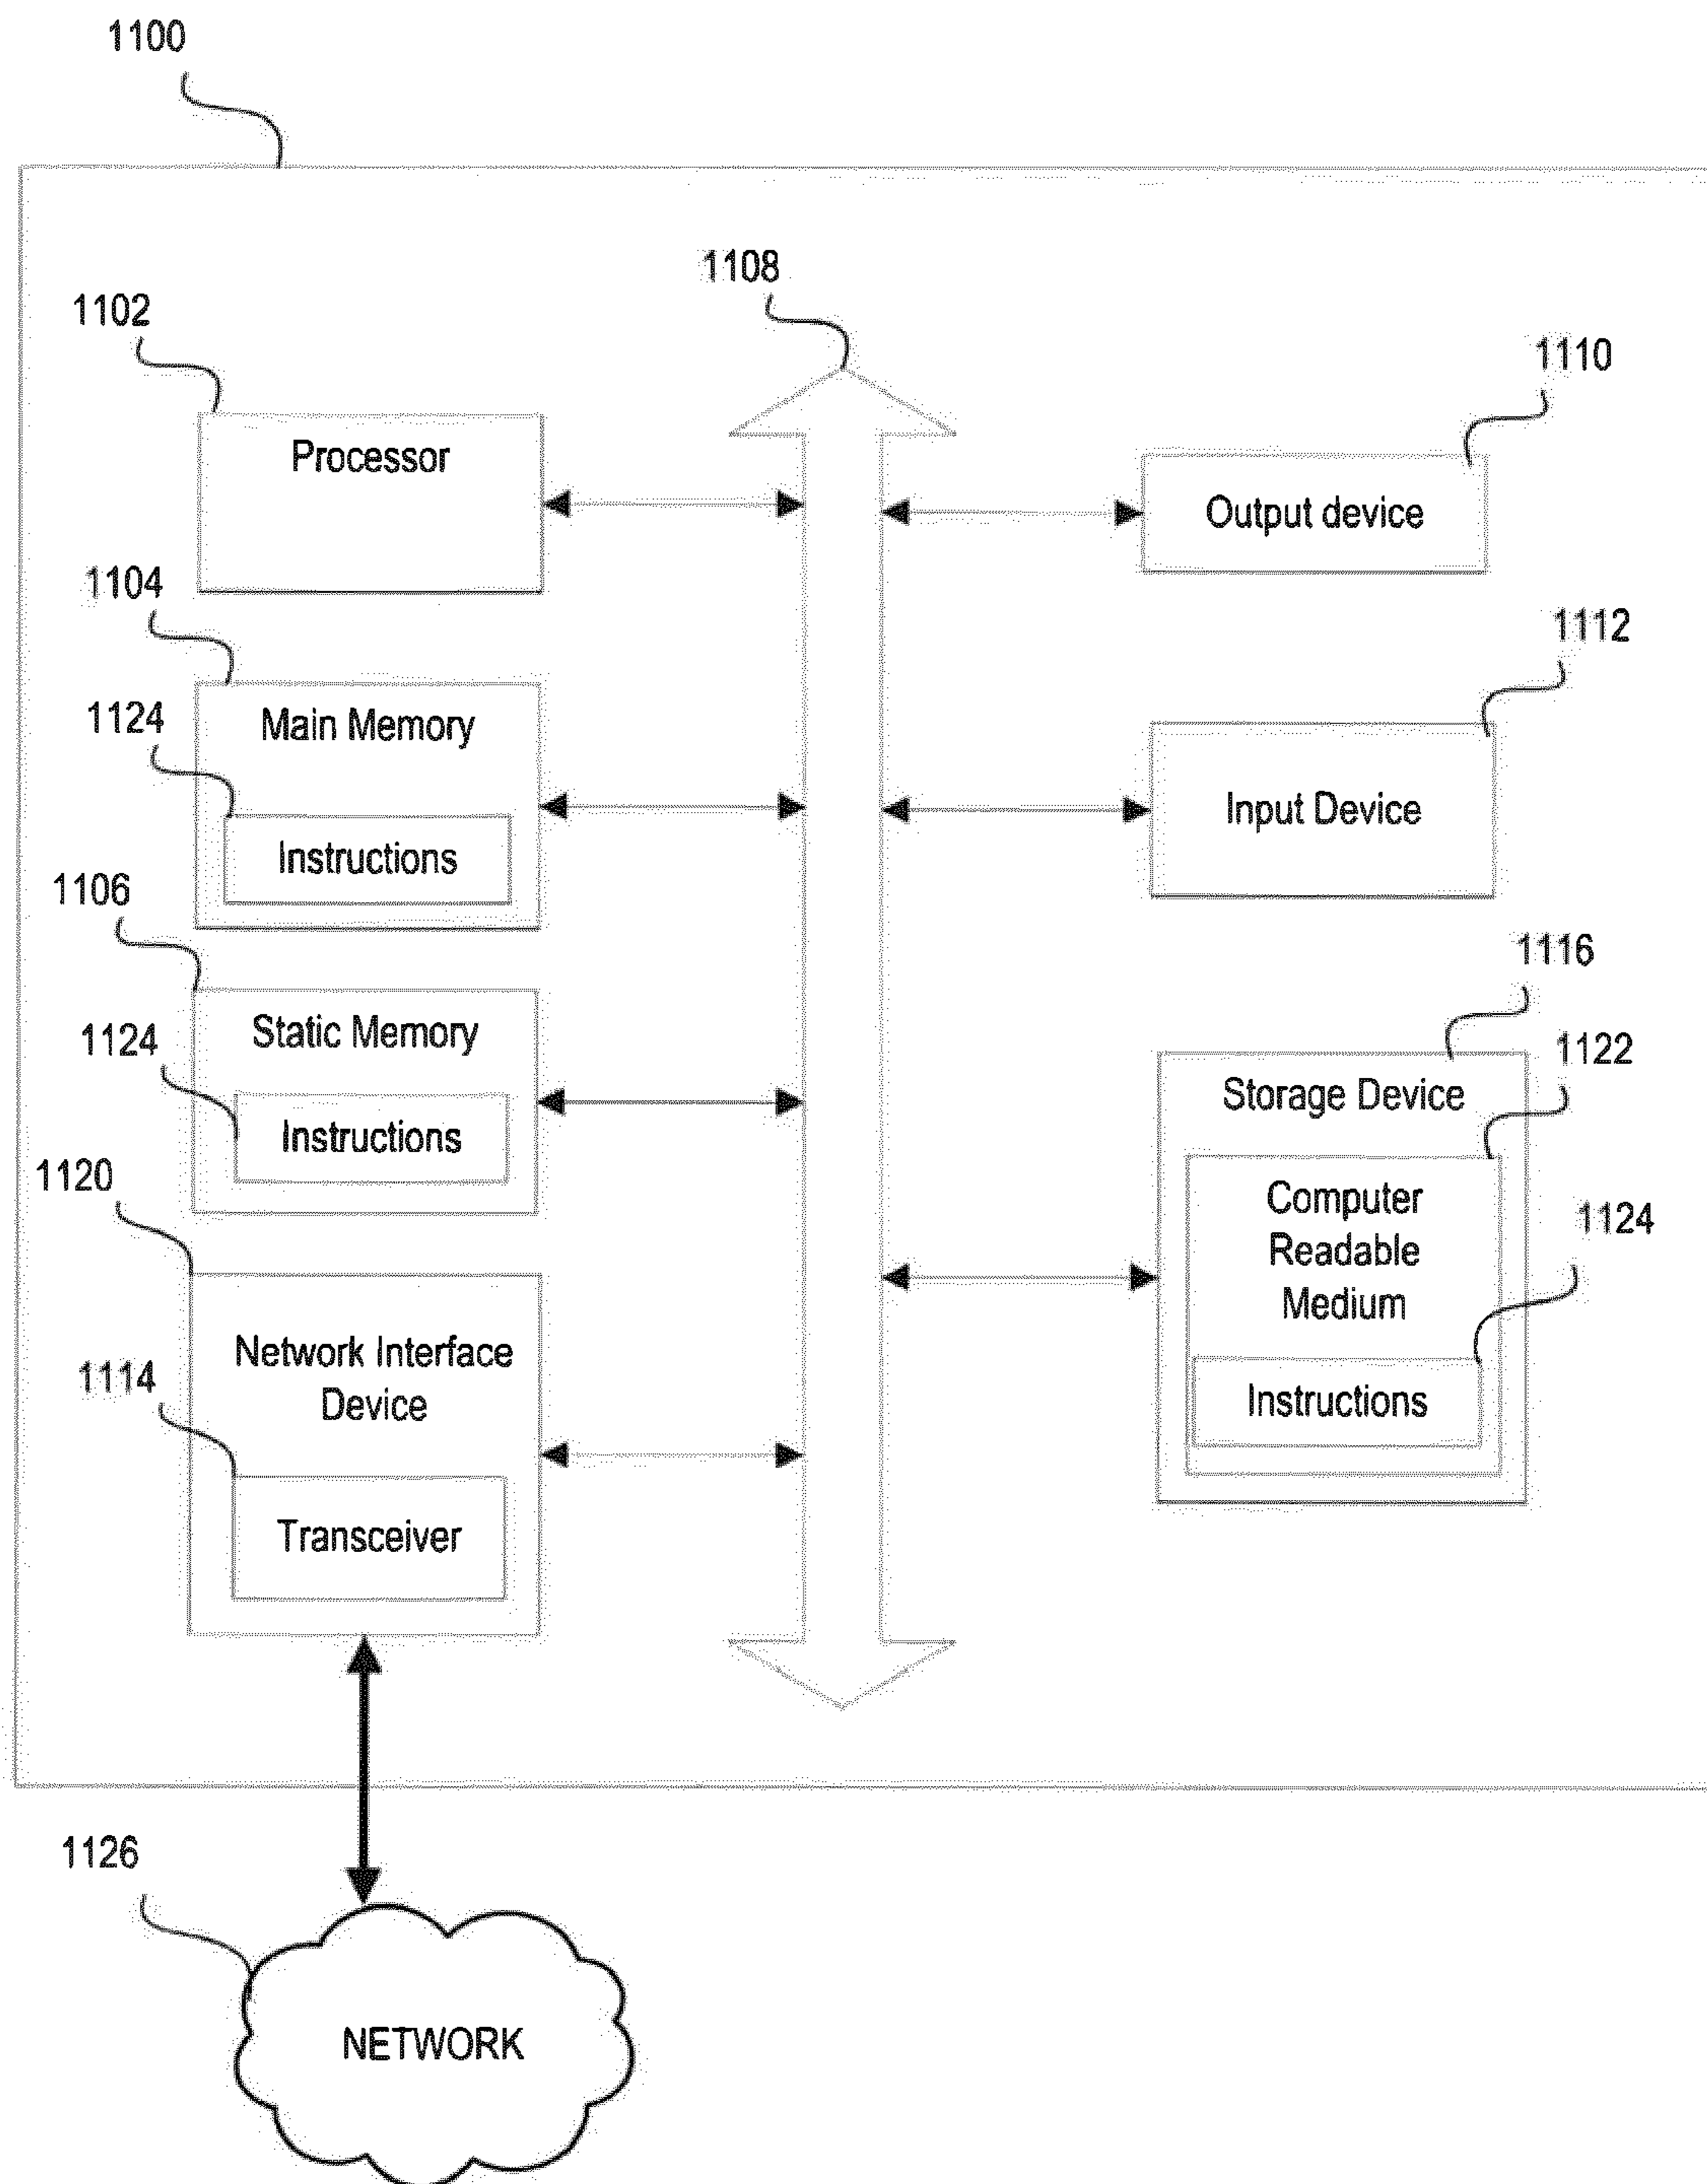 1100
1108
1102
1110
Processor
Output device
1104
1112
1124
Main Memory
Input Device
Instructions
1106
1116
1124
Static Memory
1122
Storage Device
Instructions
1120
Computer
Readable
Medium
1124
Network Interface
Device
1114
Instructions
Transceiver
1126
NETWORK